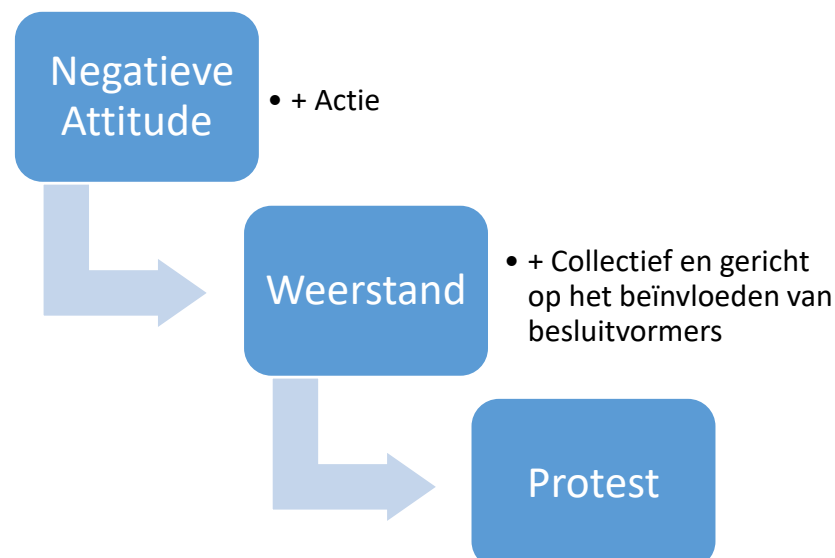 Negatieve
Attitude
• + Actie
Weerstand
• + Collectief en gericht
op het beïnvloeden van
besluitvormers
Protest